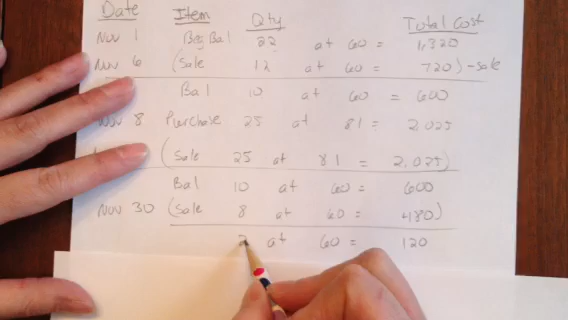 Date Item Qty Total Cost
Nov 1 Beg Bal 22 at 60 = 1,320
Nov 6 (Sale 12 at 60 = 720) - sale
Bal 10 at 60 = 600
Nov 8 Purchase 25 at 81 = 2,025
(Sale 25 at 81 = 2,025)
Bal 10 at 60 = 600
Nov 30 (Sale 8 at 60 = 480)
at 60 = 120